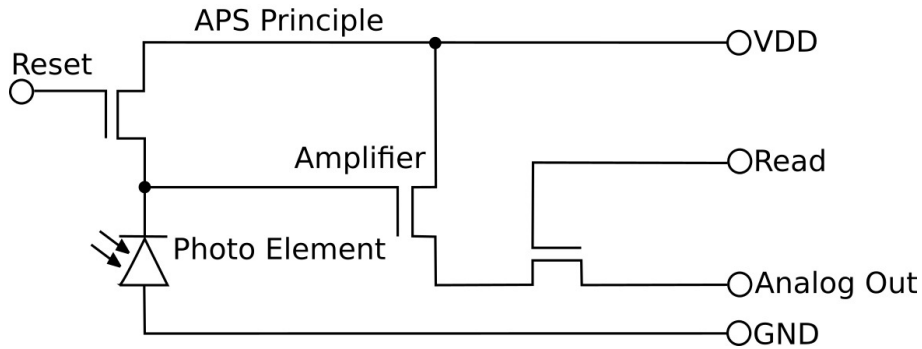 APS Principle
VDD
Reset
Amplifier
Read
Photo Element
Analog Out
GND